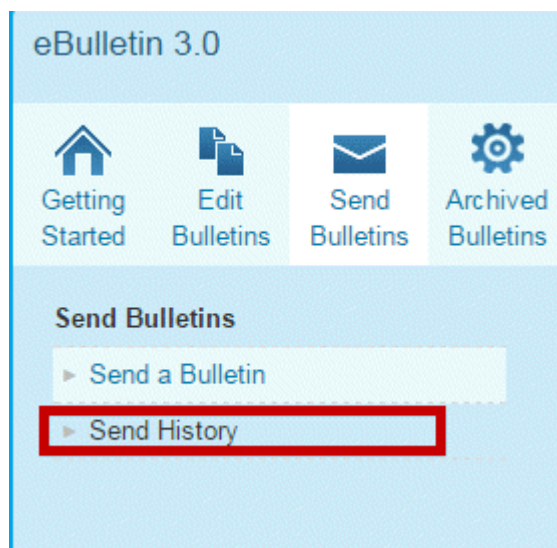 eBulletin 3.0
Getting Started
Edit Bulletins
Send Bulletins
Archived Bulletins
Send Bulletins
Send a Bulletin
Send History